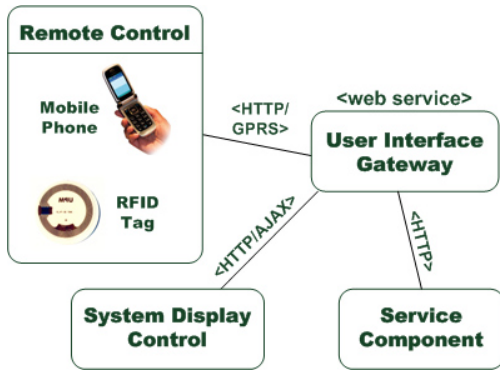 Remote Control
Mobile
Phone
RFID
Tag
<HTTP/
GPRS>
<web service>
User Interface
Gateway
<HTTP/AJAX>
<HTTP>
System Display
Control
Service
Component